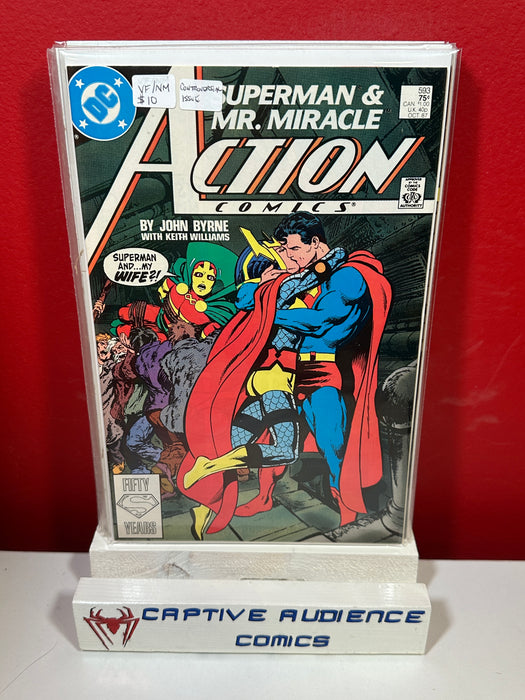 DC
VF/NM
$10
CONTROVERSIAL
ISSUE
SUPERMAN &
MR. MIRACLE
593
75¢
CAN. $1.00
U.K. 40p
OCT 87
ACTION
COMICS®
APPROVED
BY THE
COMICS CODE
AUTHORITY
BY JOHN BYRNE
WITH KEITH WILLIAMS
SUPERMAN
AND...MY
WIFE?!
FIFTY
S
YEARS
CAPTIVE AUDIENCE
COMICS